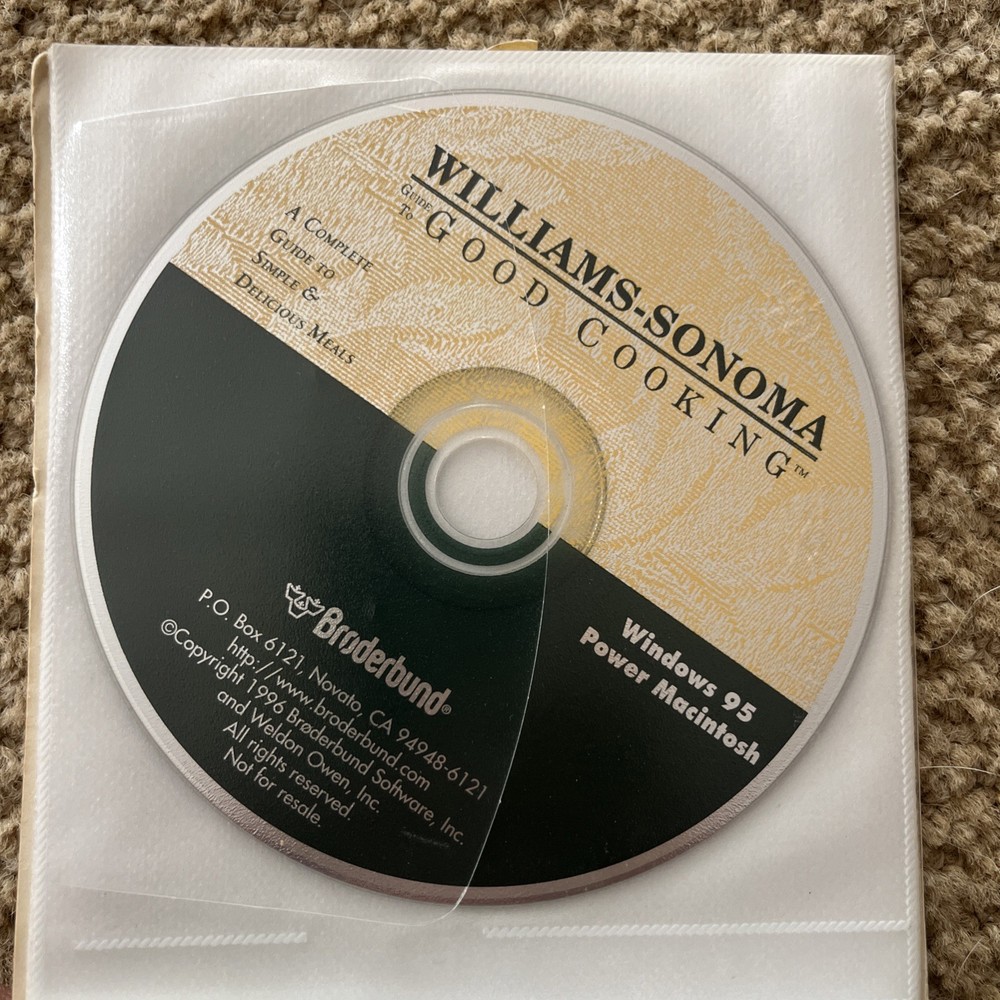 WILLIAMS-SONOMA
GUIDE
TO
GOOD COOKING™
A COMPLETE
GUIDE TO
SIMPLE &
DELICIOUS MEALS
Windows 95
Power Macintosh
Brøderbund®
P.O. Box 6121, Novato, CA 94948-6121
http://www.broderbund.com
©Copyright 1996 Brøderbund Software, Inc.
and Weldon Owen, Inc.
All rights reserved.
Not for resale.